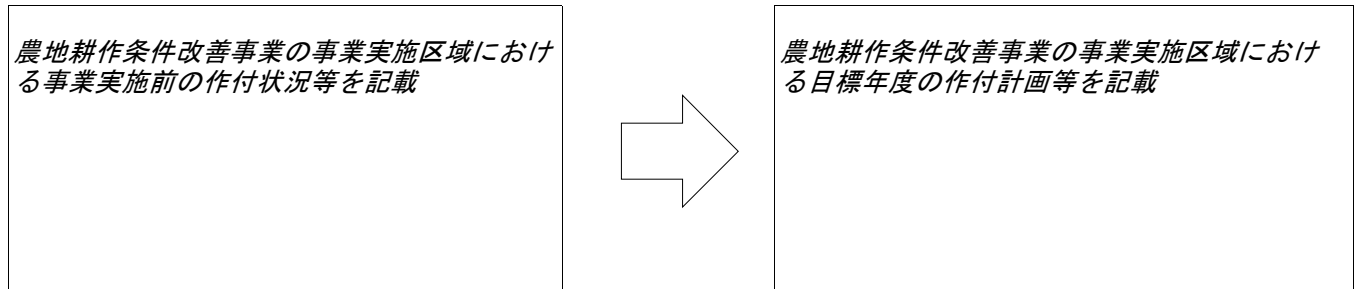 農地耕作条件改善事業の事業実施区域におけ
る事業実施前の作付状況等を記載
農地耕作条件改善事業の事業実施区域におけ
る目標年度の作付計画等を記載